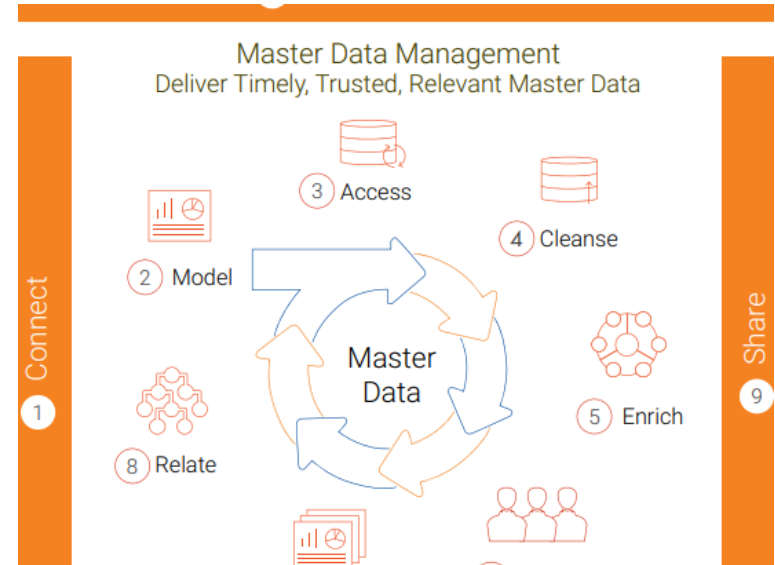 Master Data Management
Deliver Timely, Trusted, Relevant Master Data
3 Access
4 Cleanse
2 Model
1 Connect
Master
Data
Share
9
5 Enrich
8 Relate